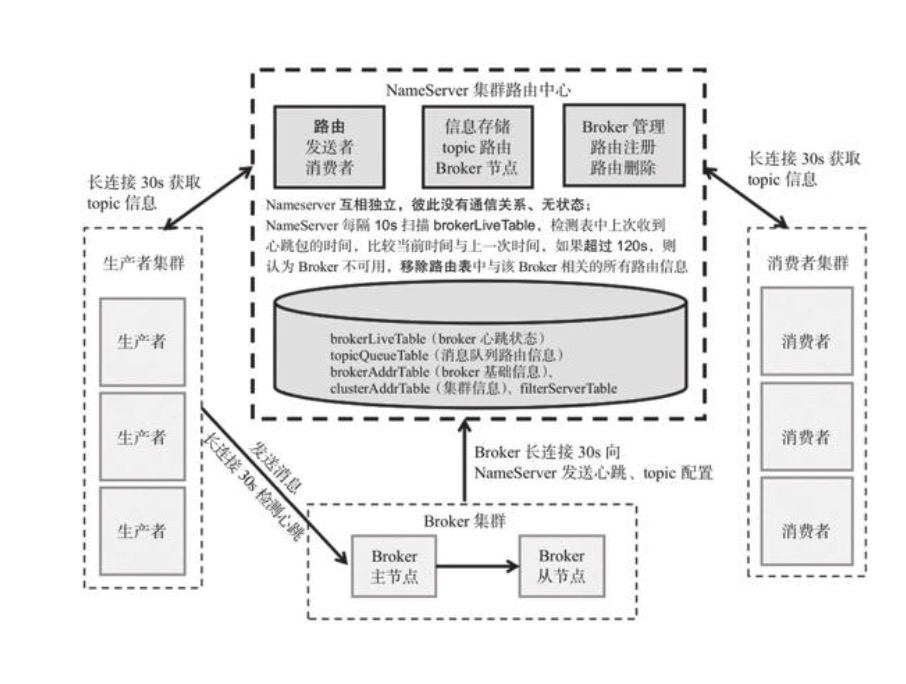 NameServer 集群路由中心
路由
发送者
消费者
信息存储
topic 路由
Broker 节点
Broker 管理
路由注册
路由删除
长连接 30s 获取
topic 信息
长连接 30s 获取
topic 信息
Nameserver 互相独立，彼此没有通信关系、无状态；
NameServer 每隔 10s 扫描 brokerLiveTable，检测表中上次收到
心跳包的时间，比较当前时间与上一次时间，如果超过 120s，则
认为 Broker 不可用，移除路由表中与该 Broker 相关的所有路由信息
brokerLiveTable（broker 心跳状态）
topicQueueTable（消息队列路由信息）
brokerAddrTable（broker 基础信息）、
clusterAddrTable（集群信息）、filterServerTable
生产者集群
生产者
生产者
生产者
消费者集群
消费者
消费者
消费者
发送消息
长连接 30s 检测心跳
Broker 长连接 30s 向
NameServer 发送心跳、topic 配置
Broker 集群
Broker
主节点
Broker
从节点